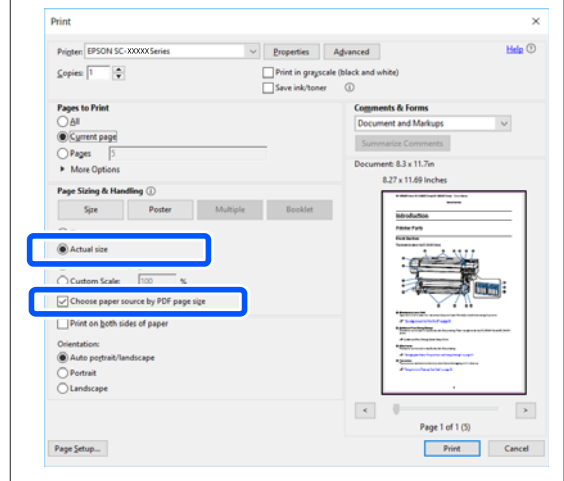 Print
Printer: EPSON SC-XXXXX Series
Properties
Advanced
Help
Copies: 1
Print in grayscale (black and white)
Save ink/toner
Pages to Print
All
Current page
Pages 5
More Options
Comments & Forms
Document and Markups
Summarize Comments
Document: 8.3 x 11.7in
8.27 x 11.69 Inches
Page Sizing & Handling
Size
Poster
Multiple
Booklet
Actual size
Custom Scale: 100 %
Choose paper source by PDF page size
Print on both sides of paper
Orientation:
Auto portrait/landscape
Portrait
Landscape
Introduction
Printer Parts
<
>
Page 1 of 1 (5)
Page Setup...
Print
Cancel